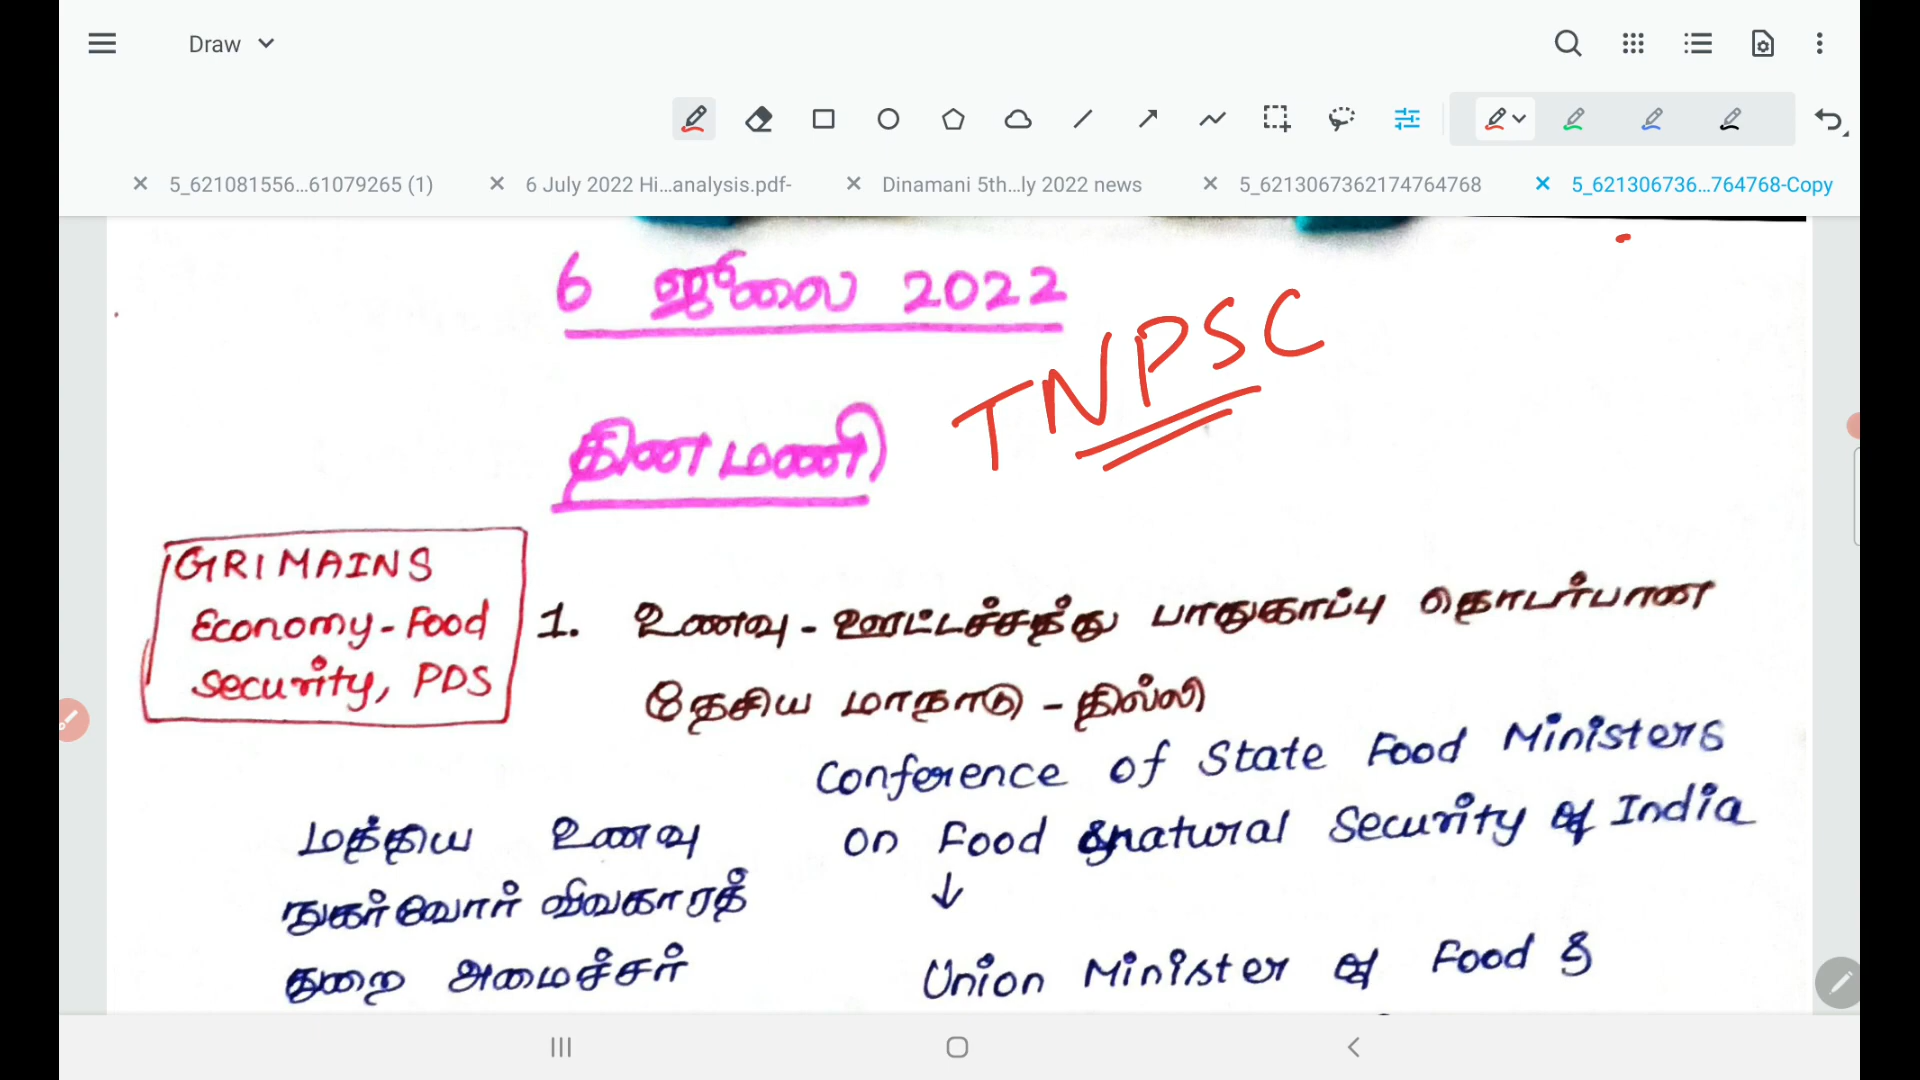 Draw
5_621081556...61079265 (1)
6 July 2022 Hi...analysis.pdf-
Dinamani 5th...ly 2022 news
5_6213067362174764768
5_621306736...764768-Copy
6 ஜூலை 2022
TNPSC
தினமணி
GRI MAINS
Economy - Food
Security, PDS
1. உணவு - ஊட்டச்சத்து பாதுகாப்பு தொடர்பான
தேசிய மாநாடு - தில்லி
Conference of State Food Ministers
on Food & natural Security of India
↓
Union Minister of Food &
மத்திய உணவு
நுகர்வோர் விவகாரத்
துறை அமைச்சர்